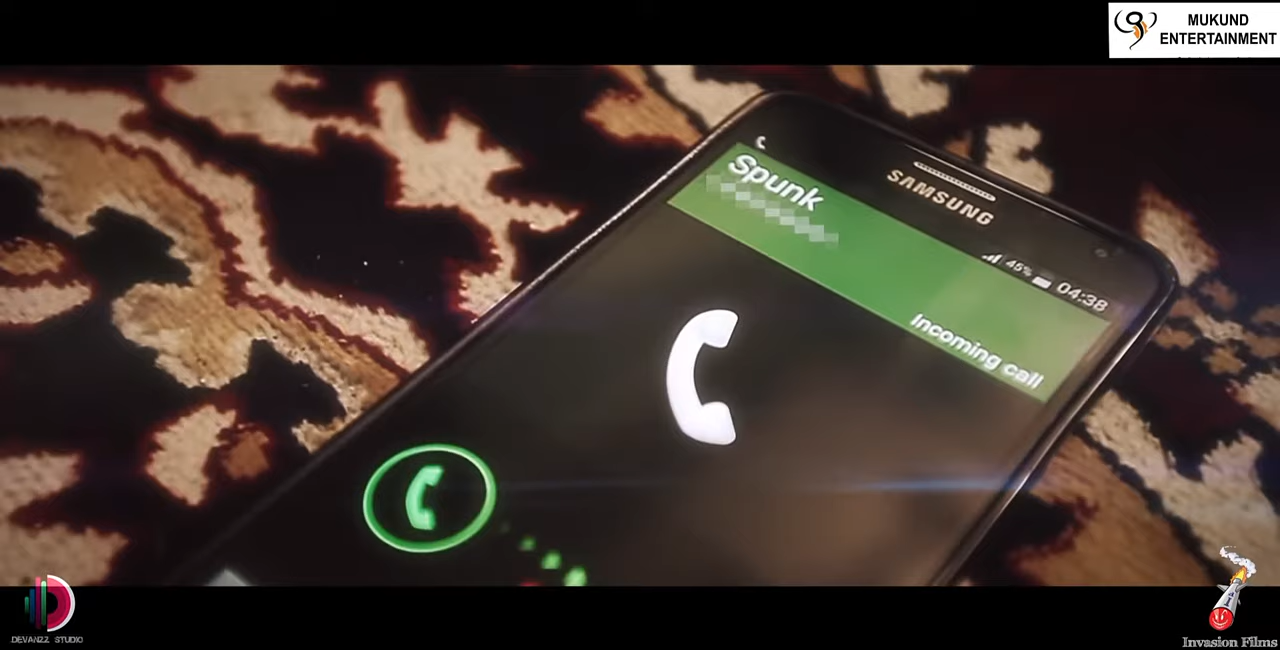 MUKUND
ENTERTAINMENT
Spunk
SAMSUNG
45%
04:38
Incoming call
DEVANZZ STUDIO
Invasion Films